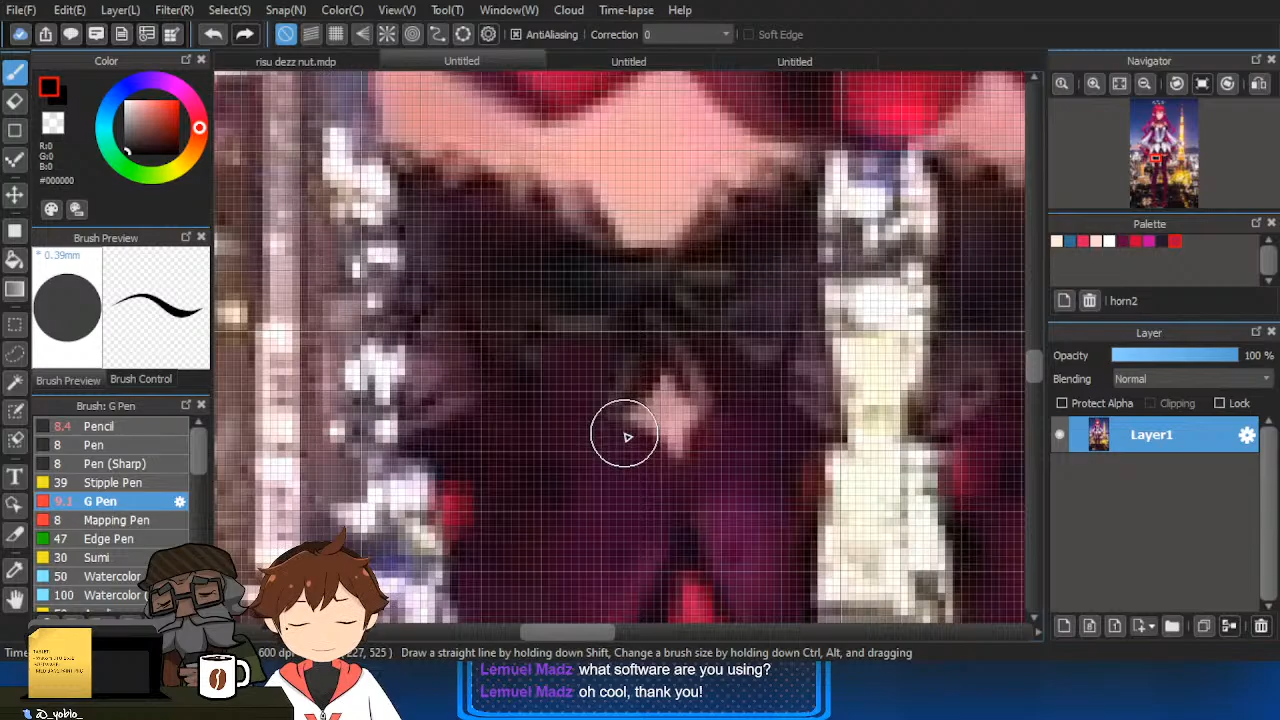 File(F) Edit(E) Layer(L) Filter(R) Select(S) Snap(N) Color(C) View(V) Tool(T) Window(W) Cloud Time-lapse Help
AntiAliasing Correction 0 Soft Edge
Color
risu dezz nut.mdp Untitled Untitled Untitled
Navigator
R:0
G:0
B:0
#000000
Brush Preview
* 0.39mm
Brush Preview Brush Control
Brush: G Pen
8.4 Pencil
8 Pen
8 Pen (Sharp)
39 Stipple Pen
9.1 G Pen
8 Mapping Pen
47 Edge Pen
30 Sumi
50 Watercolor
100 Watercolor
Palette
horn2
Layer
Opacity 100 %
Blending Normal
Protect Alpha Clipping Lock
Layer1
600 dpi
227, 525 ) Draw a straight line by holding down Shift, Change a brush size by holding down Ctrl, Alt, and dragging
Lemuel Madz what software are you using?
Lemuel Madz oh cool, thank you!